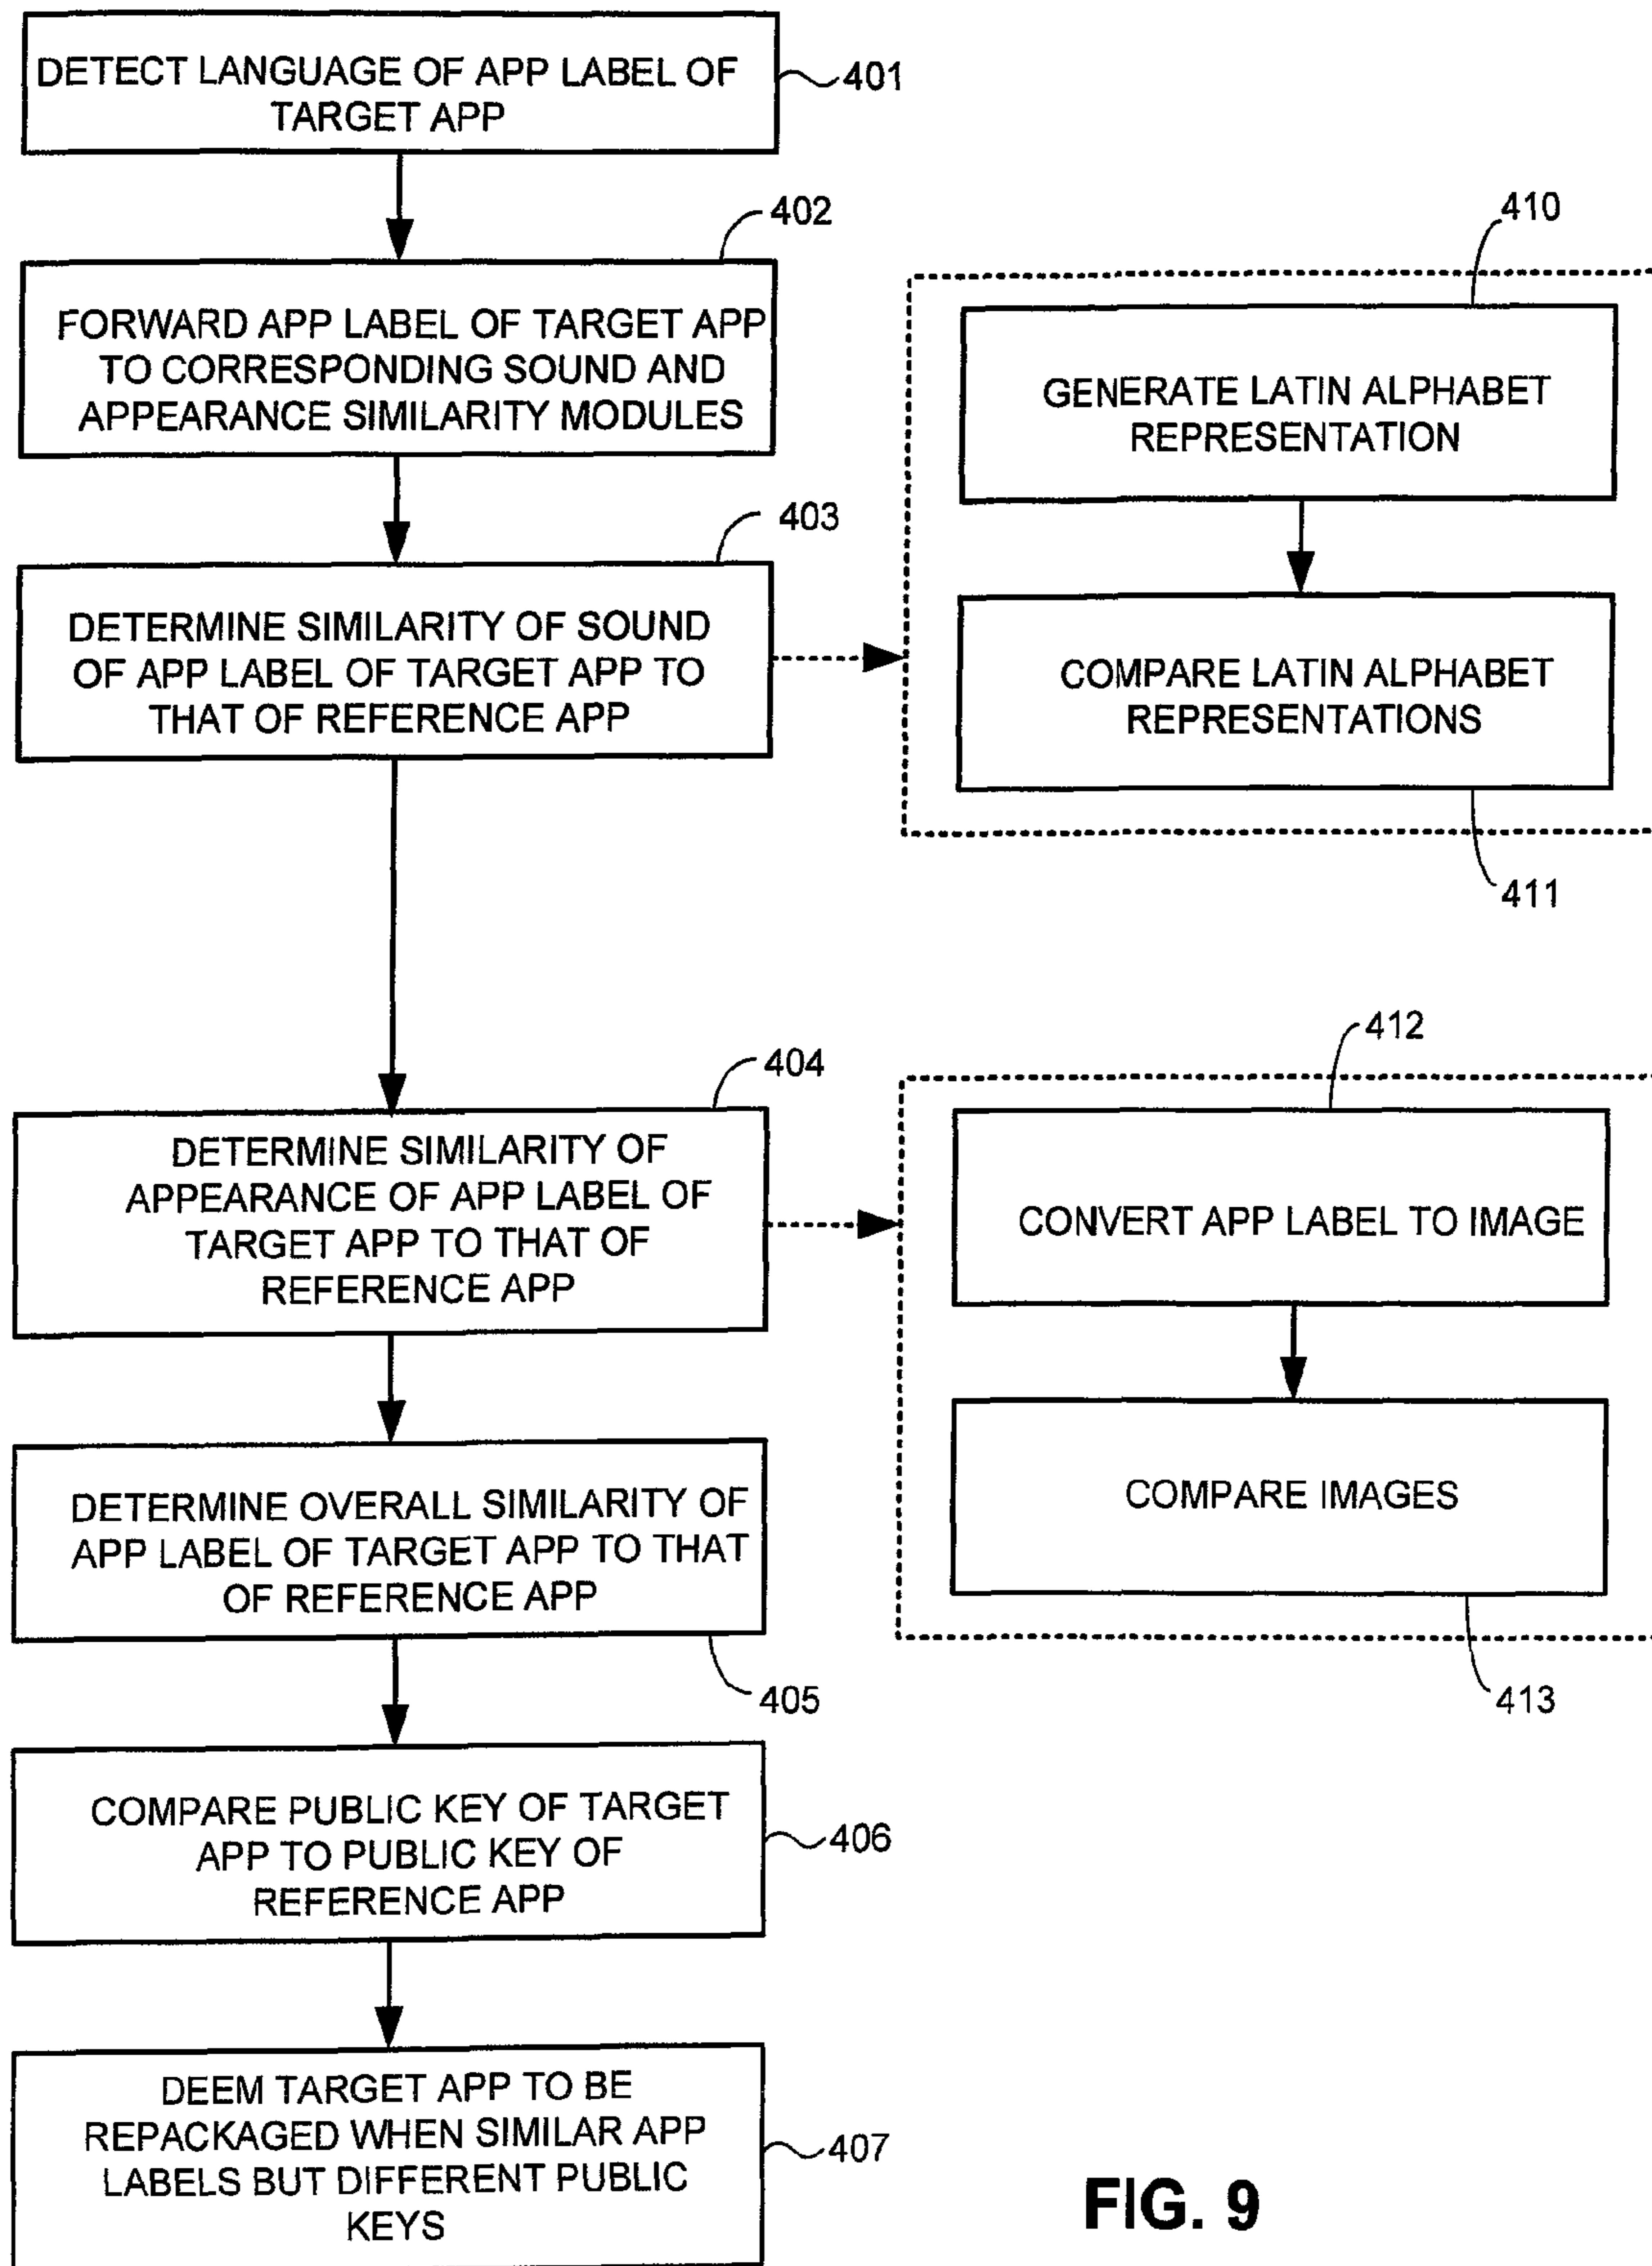 DETECT LANGUAGE OF APP LABEL OF
TARGET APP
401
402
FORWARD APP LABEL OF TARGET APP
TO CORRESPONDING SOUND AND
APPEARANCE SIMILARITY MODULES
403
DETERMINE SIMILARITY OF SOUND
OF APP LABEL OF TARGET APP TO
THAT OF REFERENCE APP
410
GENERATE LATIN ALPHABET
REPRESENTATION
COMPARE LATIN ALPHABET
REPRESENTATIONS
411
404
DETERMINE SIMILARITY OF
APPEARANCE OF APP LABEL OF
TARGET APP TO THAT OF
REFERENCE APP
412
CONVERT APP LABEL TO IMAGE
COMPARE IMAGES
413
DETERMINE OVERALL SIMILARITY OF
APP LABEL OF TARGET APP TO THAT
OF REFERENCE APP
405
COMPARE PUBLIC KEY OF TARGET
APP TO PUBLIC KEY OF
REFERENCE APP
406
DEEM TARGET APP TO BE
REPACKAGED WHEN SIMILAR APP
LABELS BUT DIFFERENT PUBLIC
KEYS
407
FIG. 9